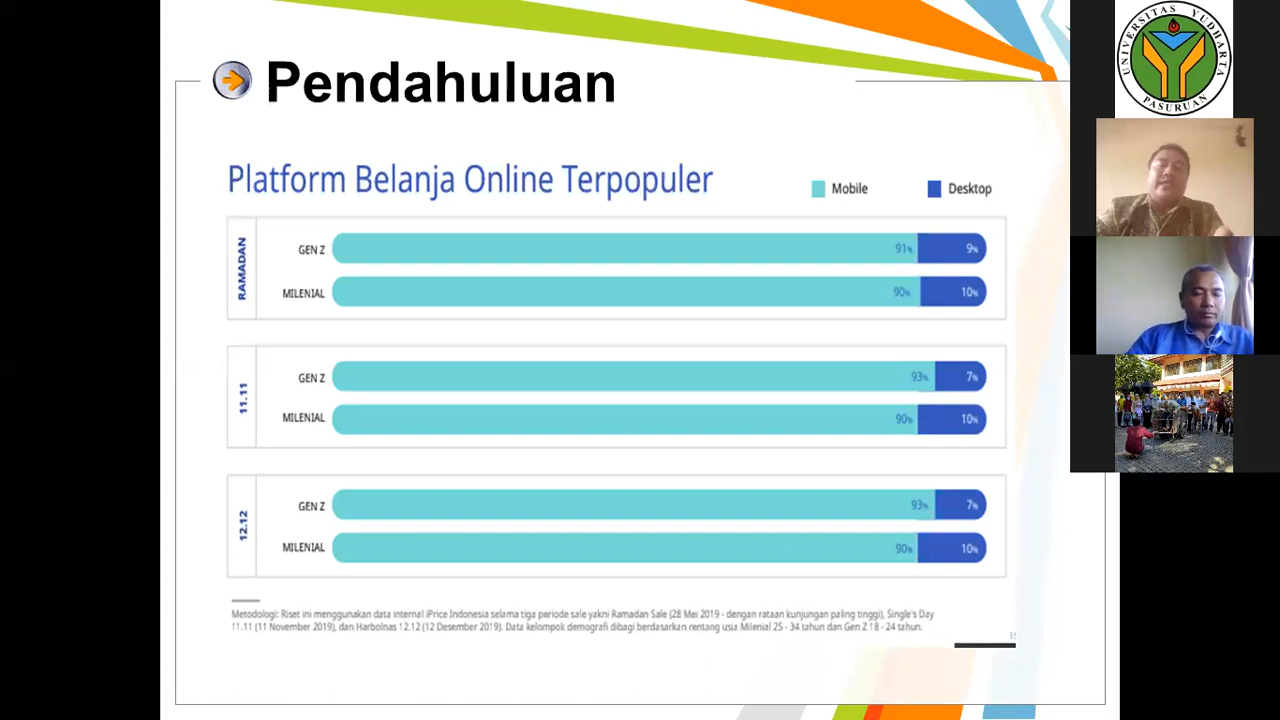 Pendahuluan
Platform Belanja Online Terpopuler
Mobile
Desktop
RAMADAN
GEN Z
91%
9%
MILENIAL
90%
10%
11.11
GEN Z
93%
7%
MILENIAL
90%
10%
12.12
GEN Z
93%
7%
MILENIAL
90%
10%
Metodologi: Riset ini menggunakan data internal iPrice Indonesia selama tiga periode sale yakni Ramadan Sale (28 Mei 2019 - dengan rataan kunjungan paling tinggi), Single's Day
11.11 (11 November 2019), dan Harbolnas 12.12 (12 Desember 2019). Data kelompok demografi dibagi berdasarkan rentang usia Milenial 25 - 34 tahun dan Gen Z 18 - 24 tahun.
UNIVERSITAS YUDHARTA
PASURUAN